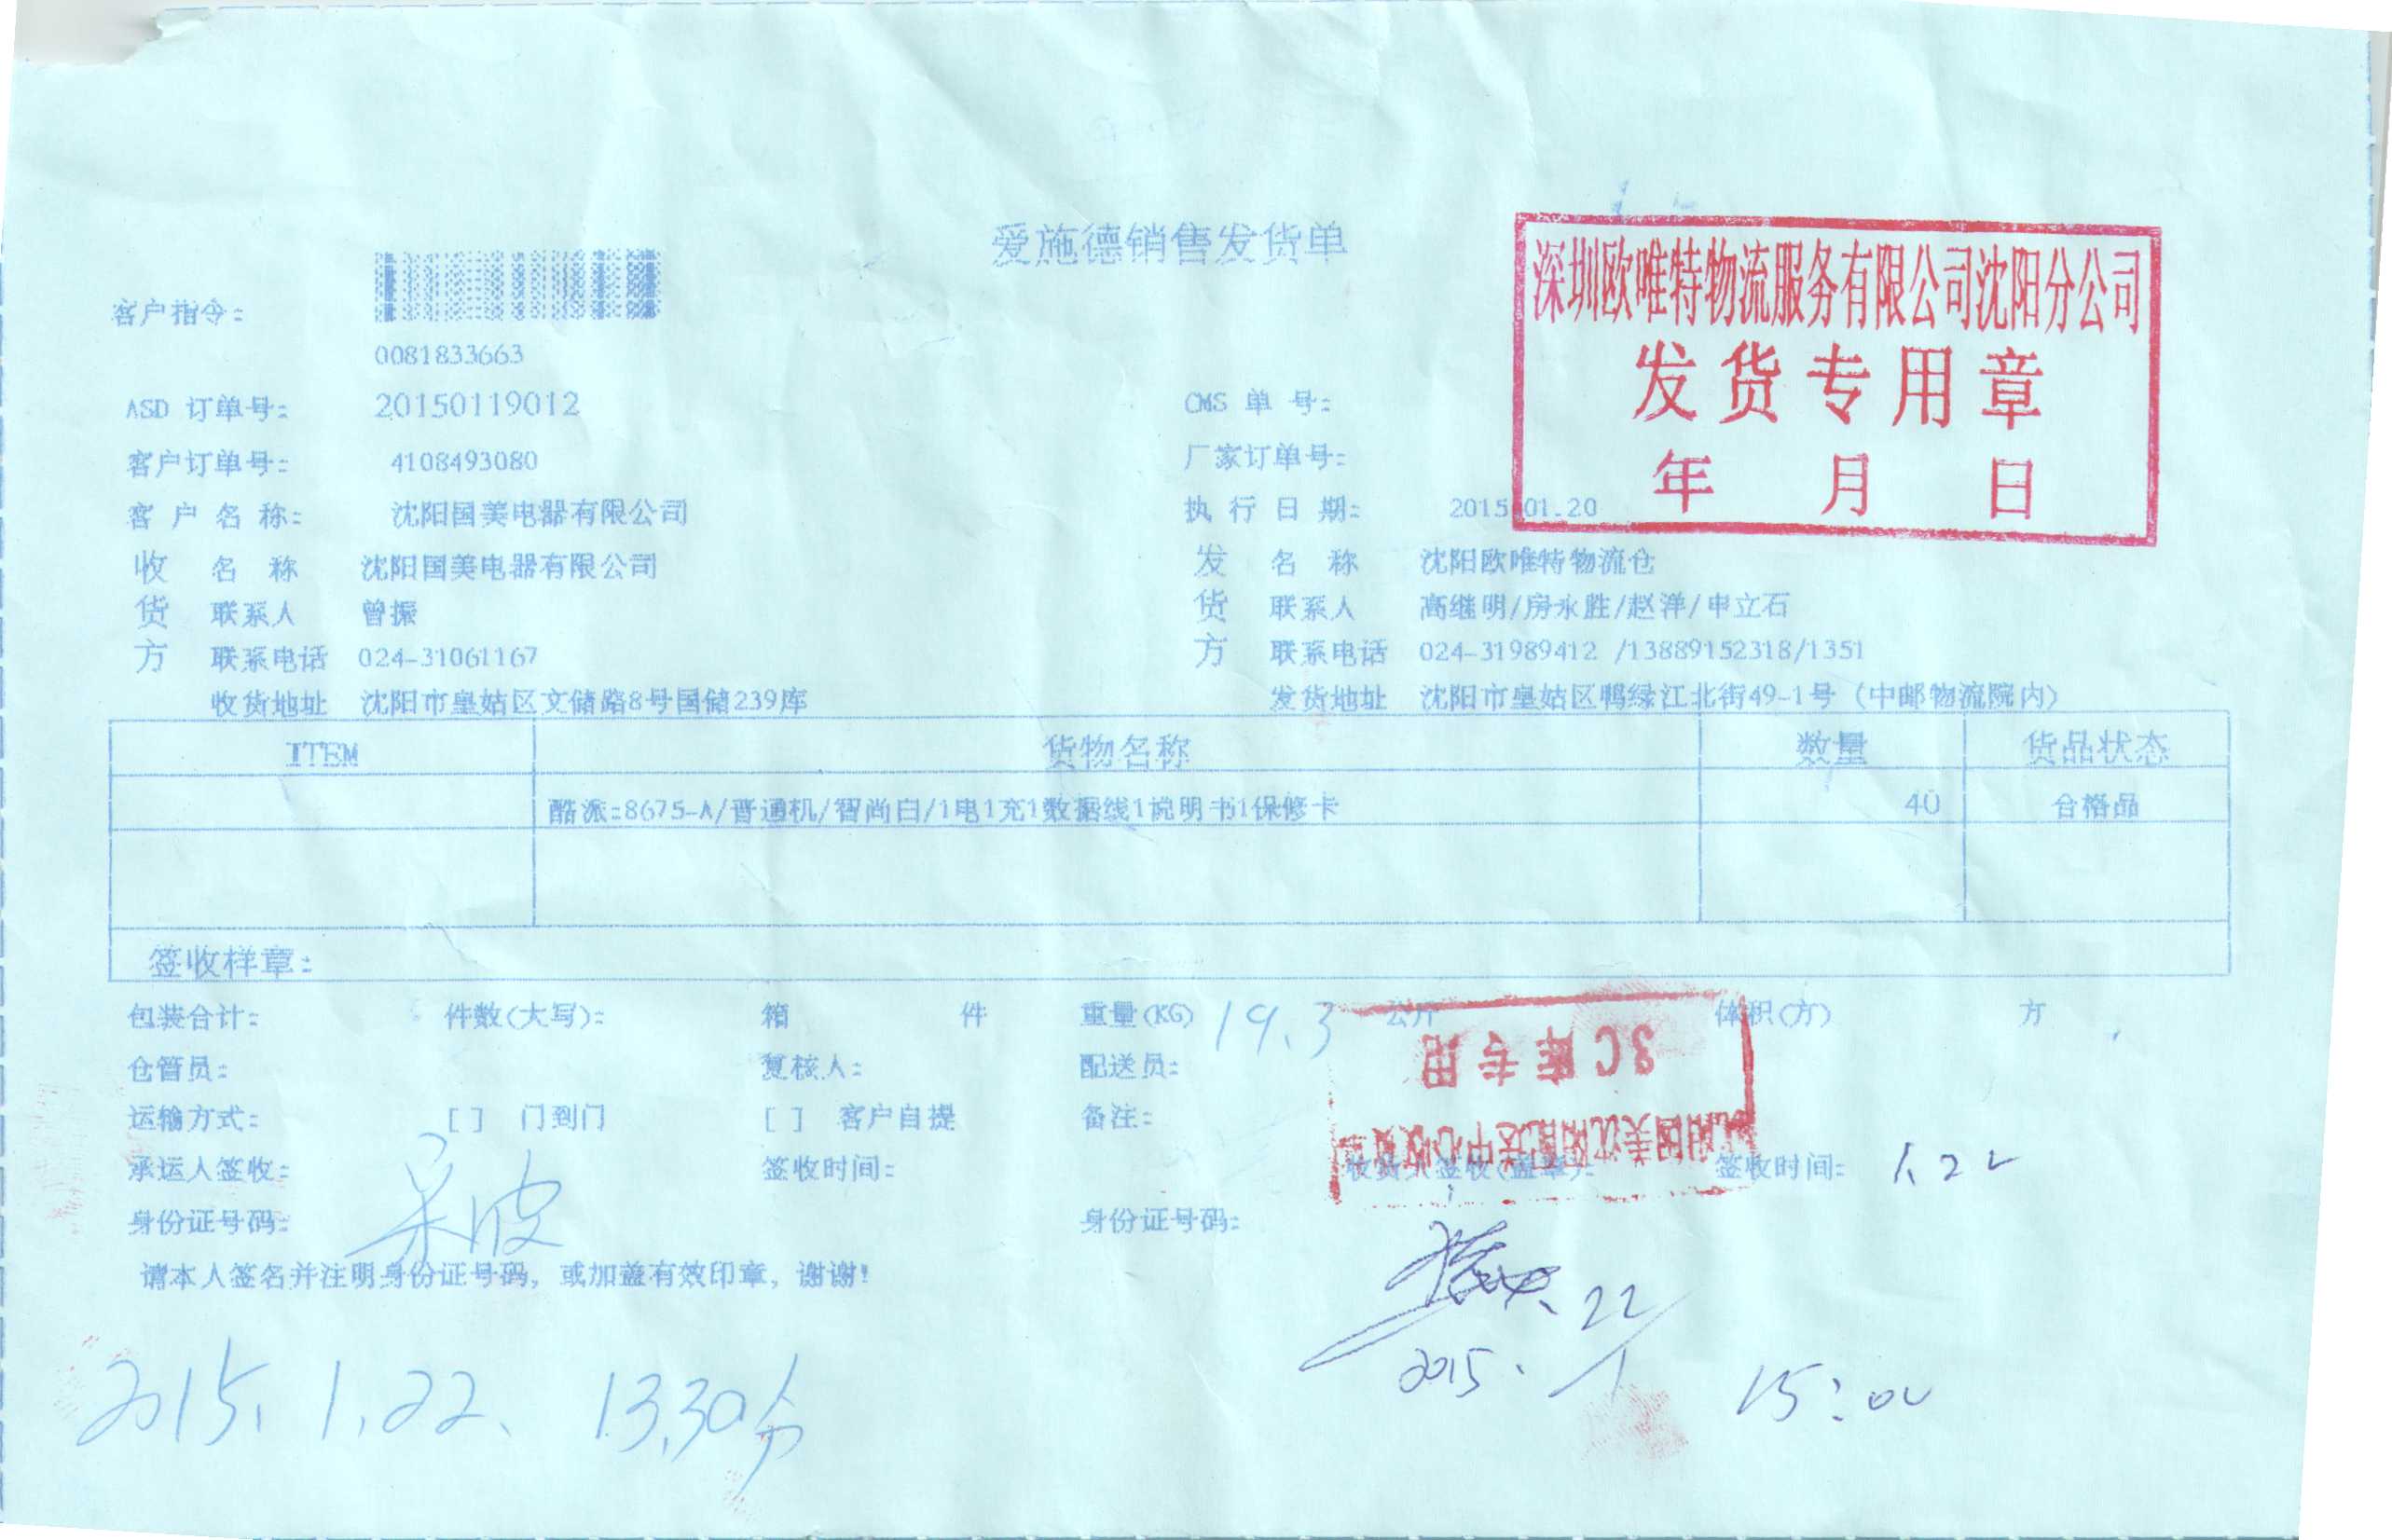 爱施德销售发货单
深圳欧唯特物流服务有限公司沈阳分公司
发货专用章
年 月 日
客户指令:
0081833663
ASD 订单号: 20150119012 CMS 单 号:
客户订单号: 4108493080 厂家订单号:
客 户 名 称: 沈阳国美电器有限公司 执 行 日 期: 2015.01.20
收 名 称 沈阳国美电器有限公司 发 名 称 沈阳欧唯特物流仓
货 联系人 曾振 货 联系人 高继明/房永胜/赵洋/申立石
方 联系电话 024-31061167 方 联系电话 024-31989412 /13889152318/1351
收货地址 沈阳市皇姑区文储路8号国储239库 发货地址 沈阳市皇姑区鸭绿江北街49-1号（中邮物流院内）
ITEM 货物名称 数量 货品状态
酷派:8675-A/普通机/智尚白/1电1充1数据线1说明书1保修卡 40 合格品
签收样章:
包装合计: 件数(大写): 箱 件 重量(KG) 19.3 公斤 体积(方) 方
3C库专用
仓管员: 复核人: 配送员:
运输方式: [ ] 门到门 [ ] 客户自提 备注:
承运人签收: 签收时间: 收货人签收(盖章): 签收时间: 1.22
身份证号码: 身份证号码:
请本人签名并注明身份证号码，或加盖有效印章，谢谢!
22
2015.1.22. 13.30分 2015. 1 15:00